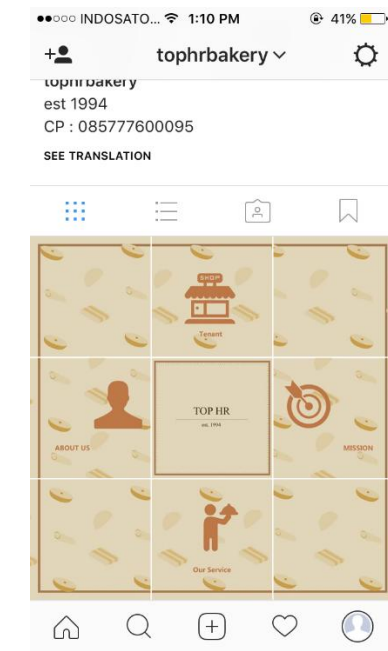 INDOSATO... 1:10 PM 41%
tophrbakery
tophrbakery
est 1994
CP : 085777600095
SEE TRANSLATION
SHOP
Tenant
ABOUT US
TOP HR
est. 1994
MISSION
Our Service